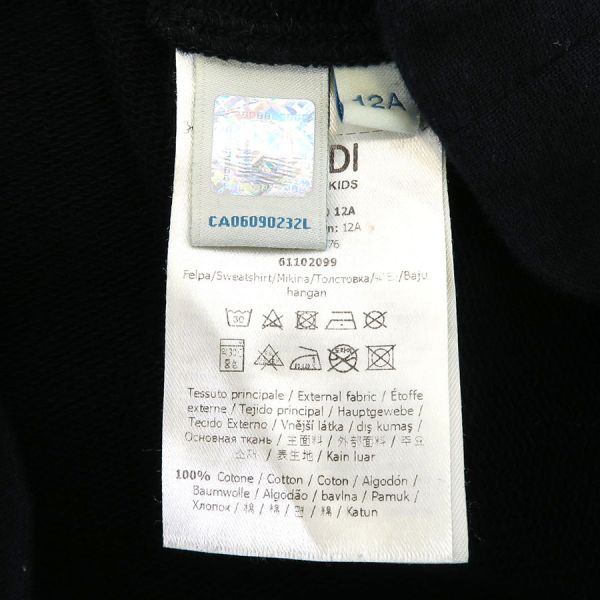 12A
DI
KIDS
CA06090232L
12A
n: 12A
76
61102099
Felpa/Sweatshirt/Mikina/Толстовка/ /Baju
hangan
30
Tessuto principale / External fabric / Étoffe
externe / Tejido principal / Hauptgewebe /
Tecido Externo / Vnější látka / dış kumaş /
Основная ткань / 主面料 / 外部面料 / 주요
소재 / 表生地 / Kain luar
100% Cotone / Cotton / Coton / Algodón /
Baumwolle / Algodão / bavlna / Pamuk /
Хлопок / 棉 / 棉 / 면 / 綿 / Katun